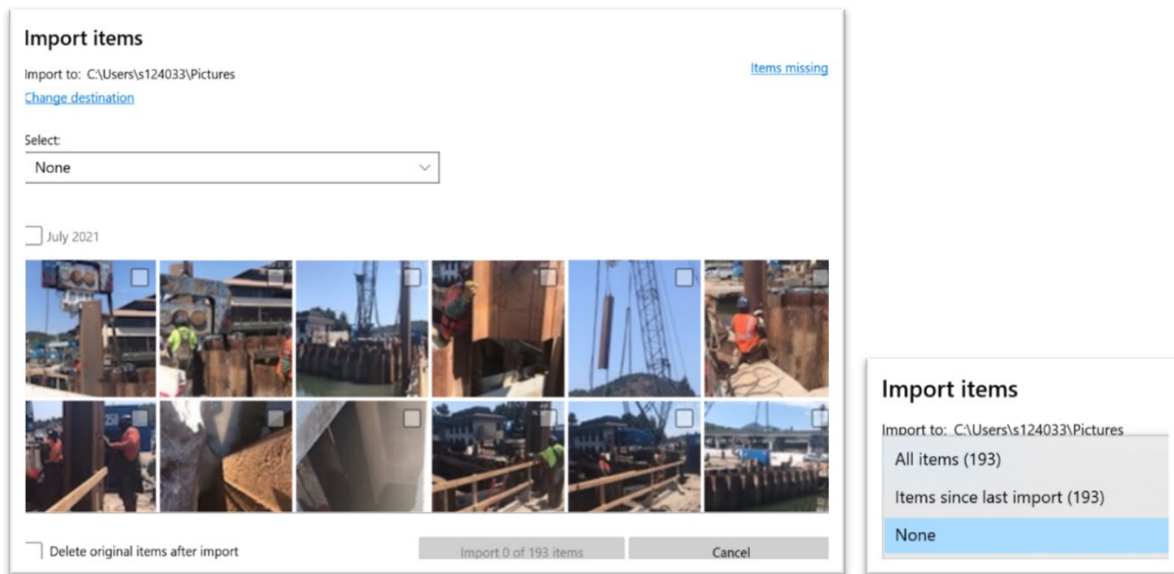 Import items
Import to: C:\Users\s124033\Pictures
Items missing
Change destination
Select:
None
July 2021
Delete original items after import
Import 0 of 193 items
Cancel
Import items
Import to: C:\Users\s124033\Pictures
All items (193)
Items since last import (193)
None